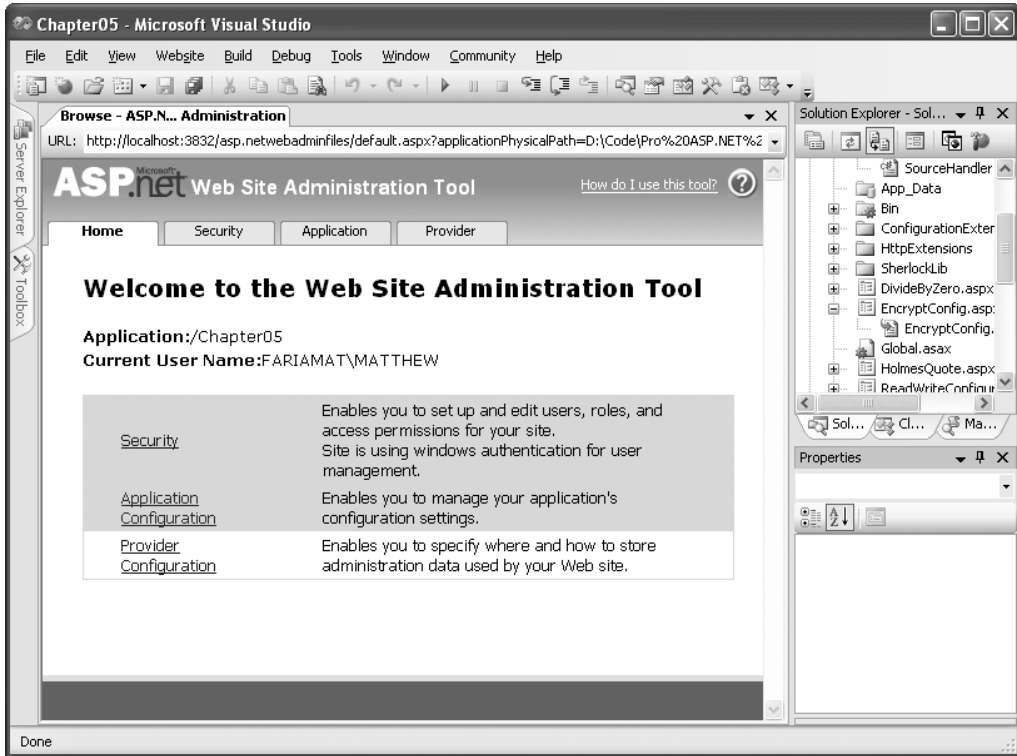 Chapter05 - Microsoft Visual Studio
File Edit View Website Build Debug Tools Window Community Help
Server Explorer
Toolbox
Browse - ASP.N... Administration
URL: http://localhost:3832/asp.netwebadminfiles/default.aspx?applicationPhysicalPath=D:\Code\Pro%20ASP.NET%2
Microsoft
ASP.net Web Site Administration Tool
How do I use this tool? ?
Home Security Application Provider
Welcome to the Web Site Administration Tool
Application:/Chapter05
Current User Name:FARIAMAT\MATTHEW
Security
Enables you to set up and edit users, roles, and
access permissions for your site.
Site is using windows authentication for user
management.
Application
Configuration
Enables you to manage your application's
configuration settings.
Provider
Configuration
Enables you to specify where and how to store
administration data used by your Web site.
Solution Explorer - Sol...
SourceHandler
App_Data
Bin
ConfigurationExter
HttpExtensions
SherlockLib
DivideByZero.aspx
EncryptConfig.asp
EncryptConfig.
Global.asax
HolmesQuote.aspx
ReadWriteConfigur
Sol... Cl... Ma...
Properties
Done